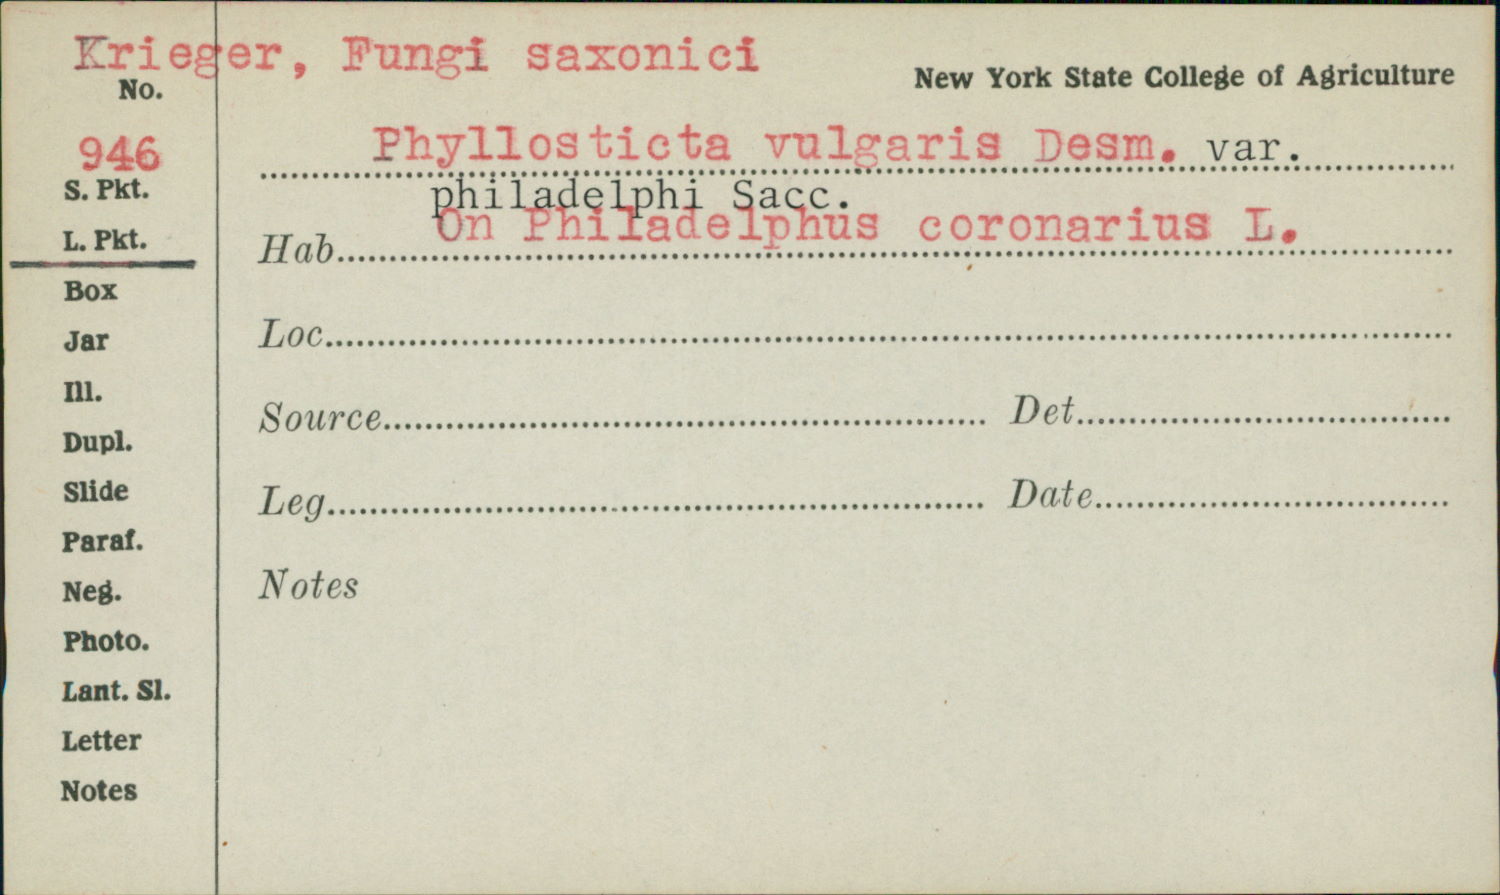 Krieger, Fungi saxonici
No.
New York State College of Agriculture
946
Phyllosticta vulgaris Desm. var.
philadelphi Sacc.
S. Pkt.
On Philadelphus coronarius L.
L. Pkt.
Hab.
Box
Loc.
Jar
Ill.
Source Det.
Dupl.
Slide
Leg. Date
Paraf.
Neg.
Notes
Photo.
Lant. Sl.
Letter
Notes